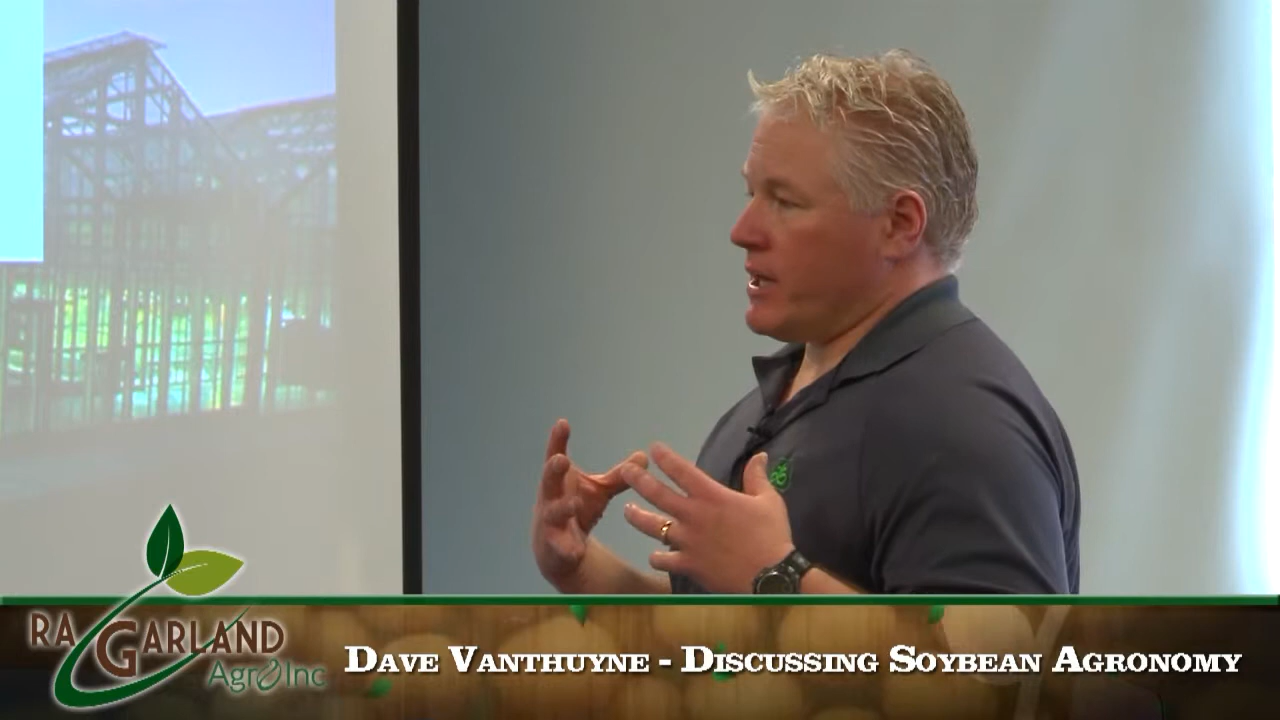 RA GARLAND
Agro Inc
DAVE VANTHUYNE - DISCUSSING SOYBEAN AGRONOMY